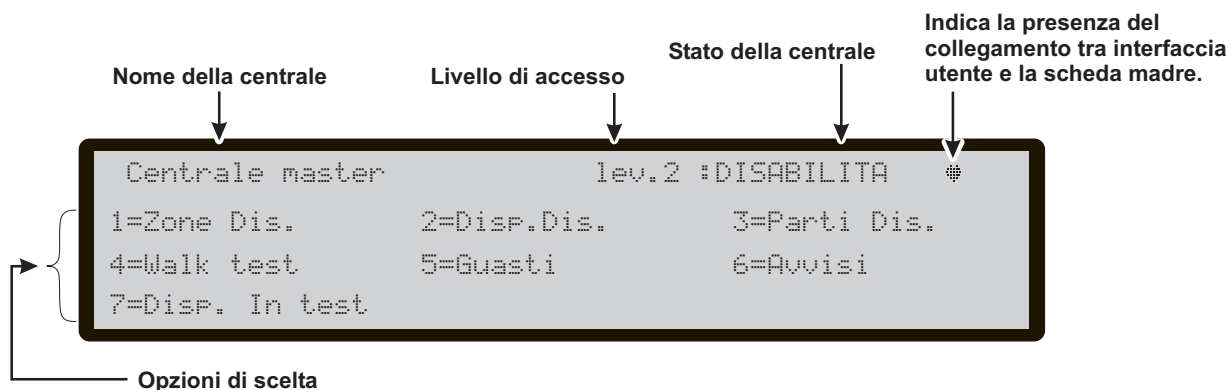 Indica la presenza del
collegamento tra interfaccia
utente e la scheda madre.
Stato della centrale
Nome della centrale
Livello di accesso
Centrale master lev.2 :DISABILITA
1=Zone Dis. 2=Disp.Dis. 3=Parti Dis.
4=Walk test 5=Guasti 6=Avvisi
7=Disp. In test
Opzioni di scelta